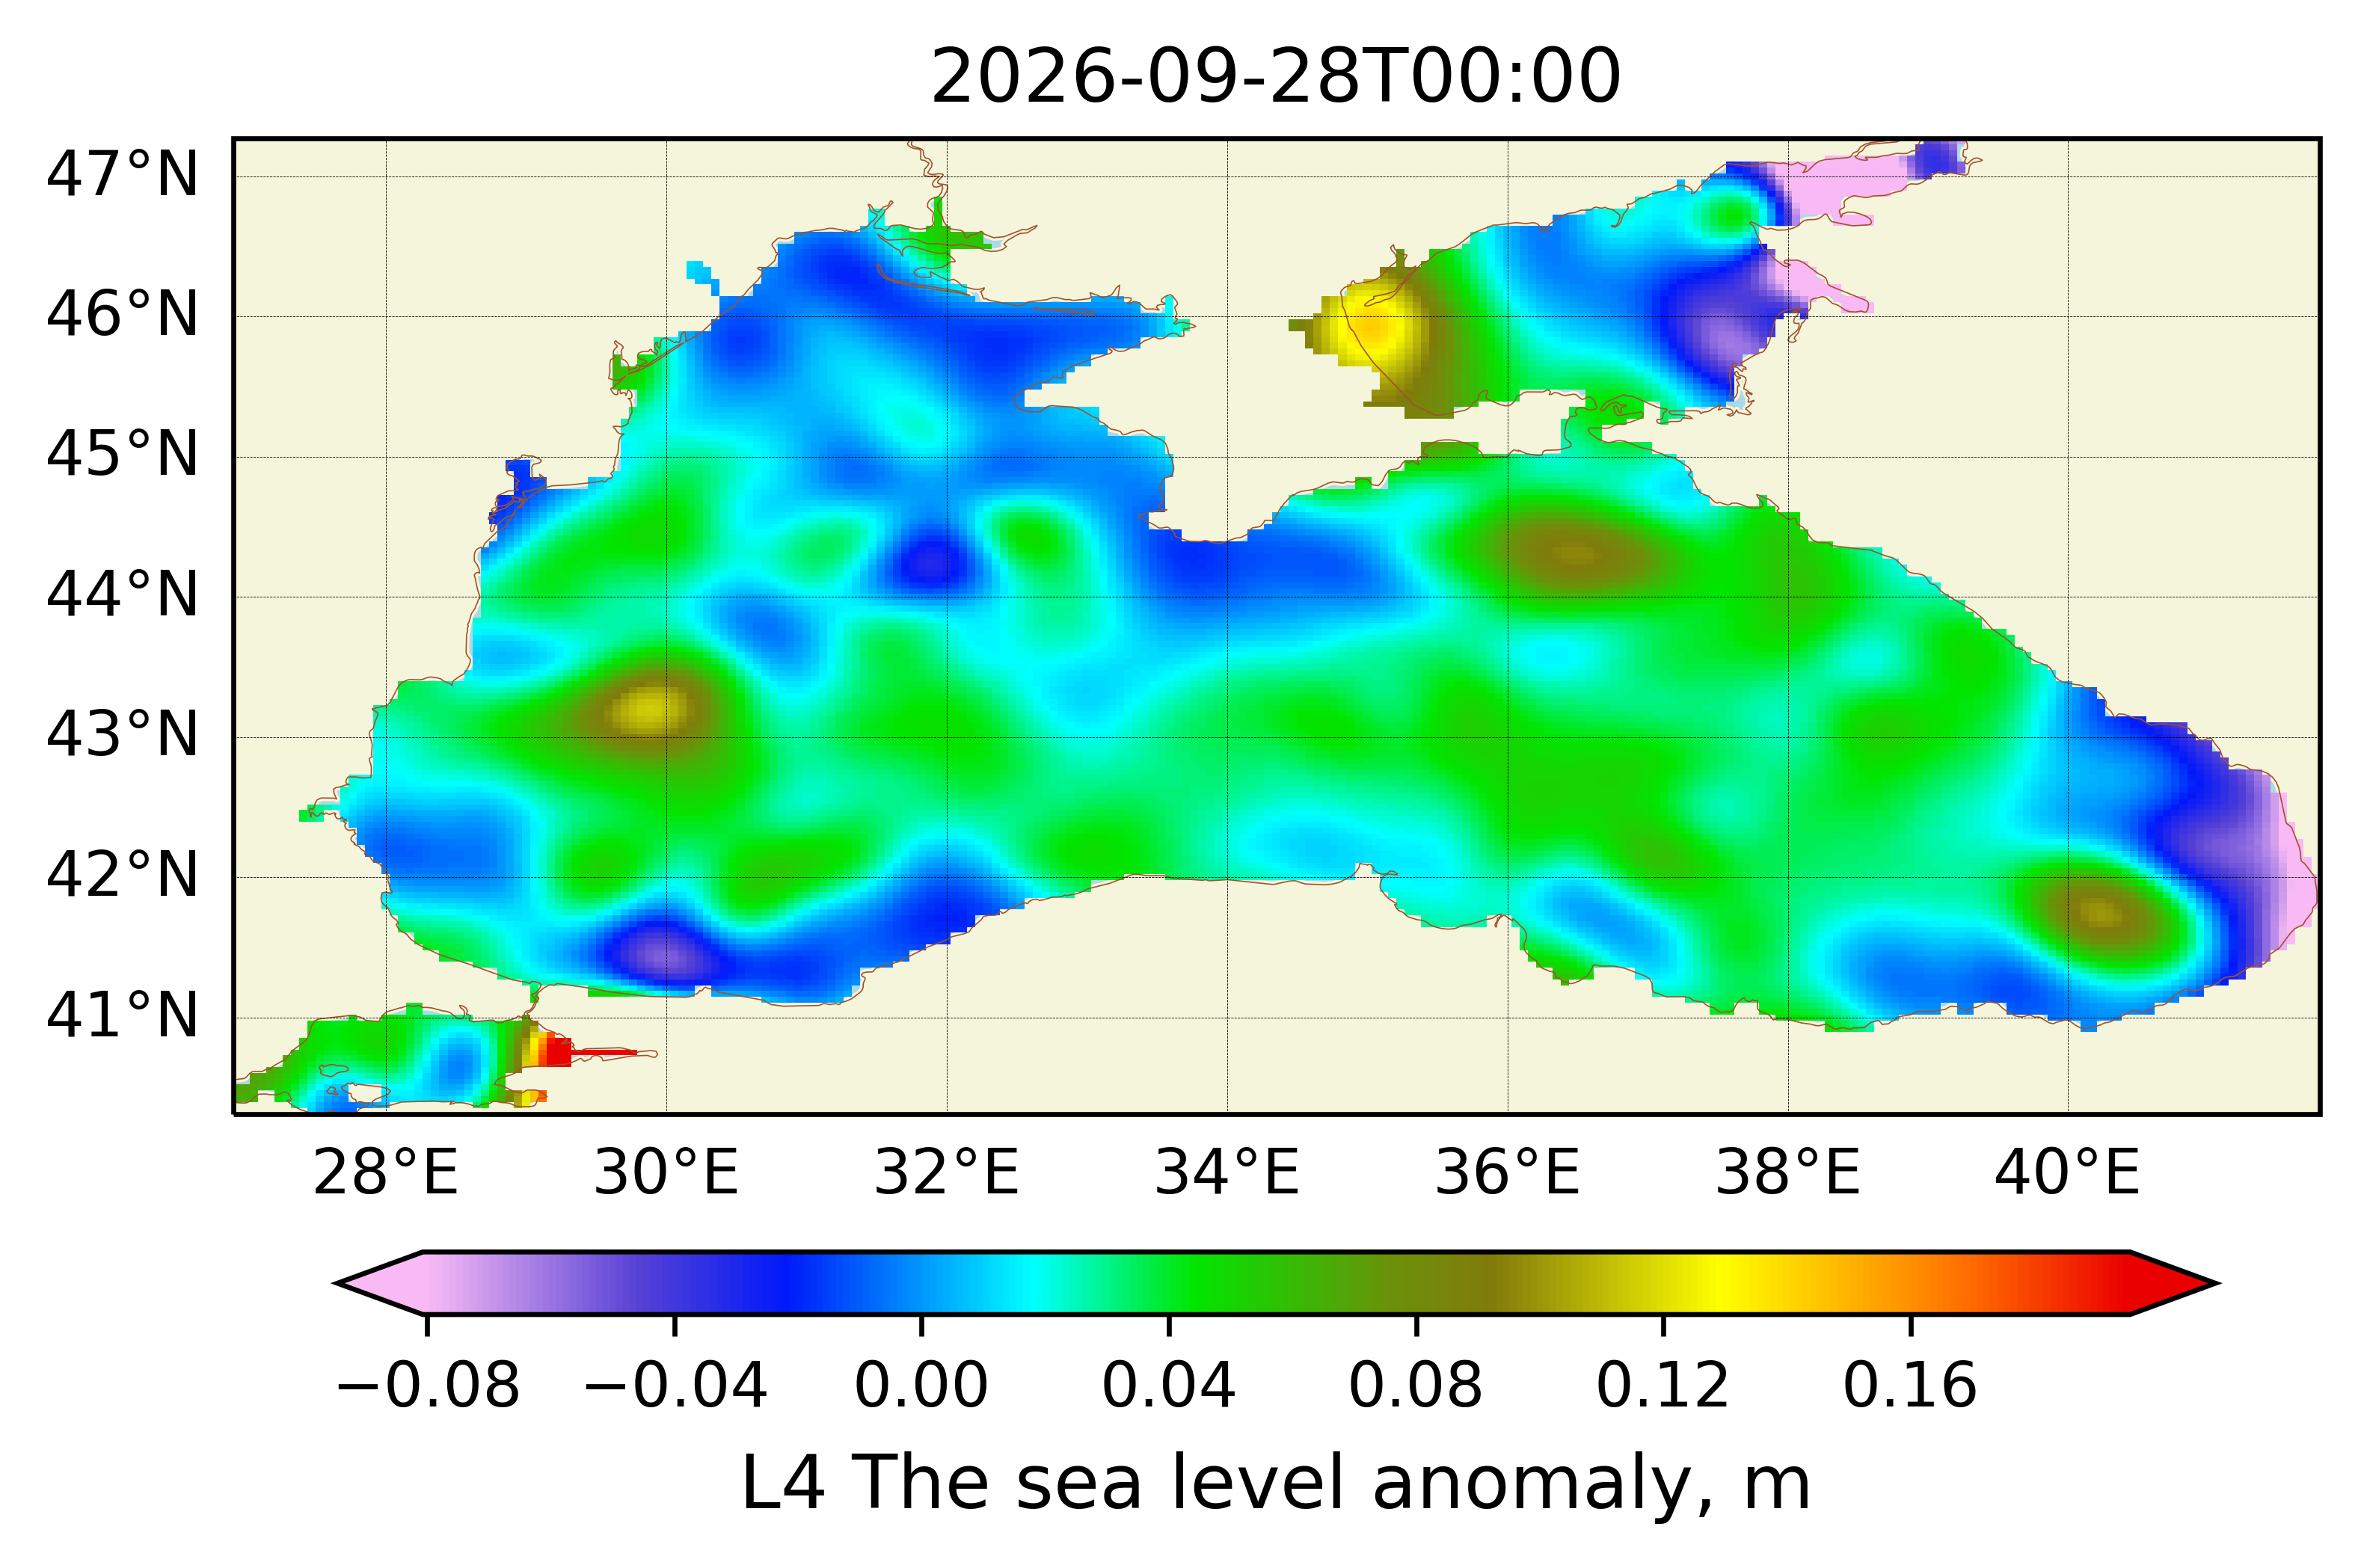 2026-09-28T00:00
47°N
46°N
45°N
44°N
43°N
42°N
41°N
28°E 30°E 32°E 34°E 36°E 38°E 40°E
−0.08 −0.04 0.00 0.04 0.08 0.12 0.16
L4 The sea level anomaly, m